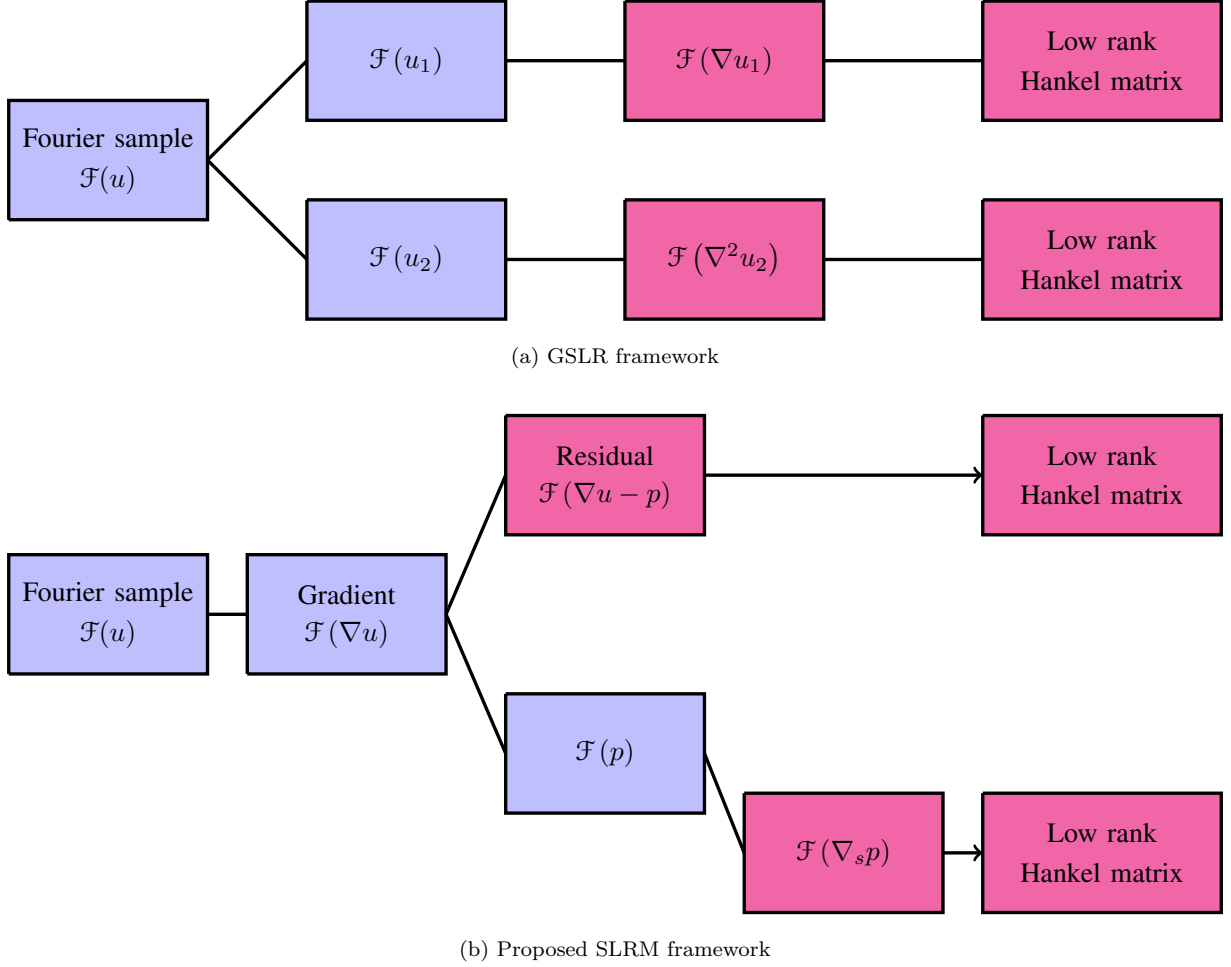 ℱ(u₁)
ℱ(∇u₁)
Low rank
Hankel matrix
Fourier sample
ℱ(u)
ℱ(u₂)
ℱ(∇²u₂)
Low rank
Hankel matrix
(a) GSLR framework
Residual
ℱ(∇u − p)
Low rank
Hankel matrix
Fourier sample
ℱ(u)
Gradient
ℱ(∇u)
ℱ(p)
ℱ(∇ₛp)
Low rank
Hankel matrix
(b) Proposed SLRM framework